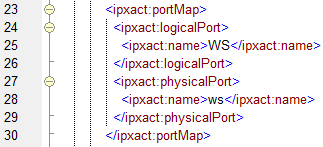 23 <ipxact:portMap>
24 <ipxact:logicalPort>
25 <ipxact:name>WS</ipxact:name>
26 </ipxact:logicalPort>
27 <ipxact:physicalPort>
28 <ipxact:name>ws</ipxact:name>
29 </ipxact:physicalPort>
30 </ipxact:portMap>